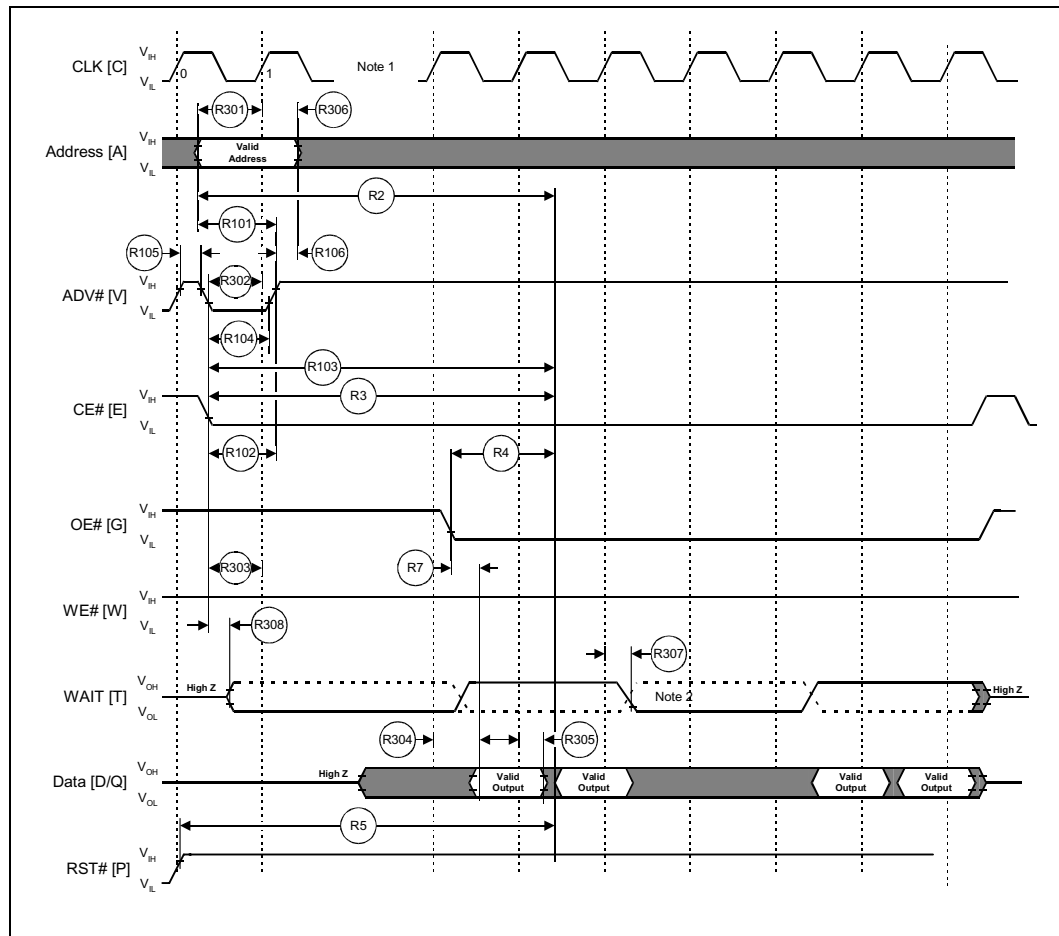 V_IH
CLK [C]
V_IL
0
1
Note 1
R301
R306
V_IH
Address [A]
V_IL
Valid
Address
R2
R101
R105
R106
V_IH
R302
ADV# [V]
V_IL
R104
R103
V_IH
R3
CE# [E]
V_IL
R102
R4
V_IH
OE# [G]
V_IL
R303
R7
V_IH
WE# [W]
V_IL
R308
R307
V_OH
High Z
WAIT [T]
Note 2
High Z
V_OL
R304
R305
V_OH
High Z
Data [D/Q]
Valid
Output
Valid
Output
Valid
Output
Valid
Output
V_OL
R5
V_IH
RST# [P]
V_IL